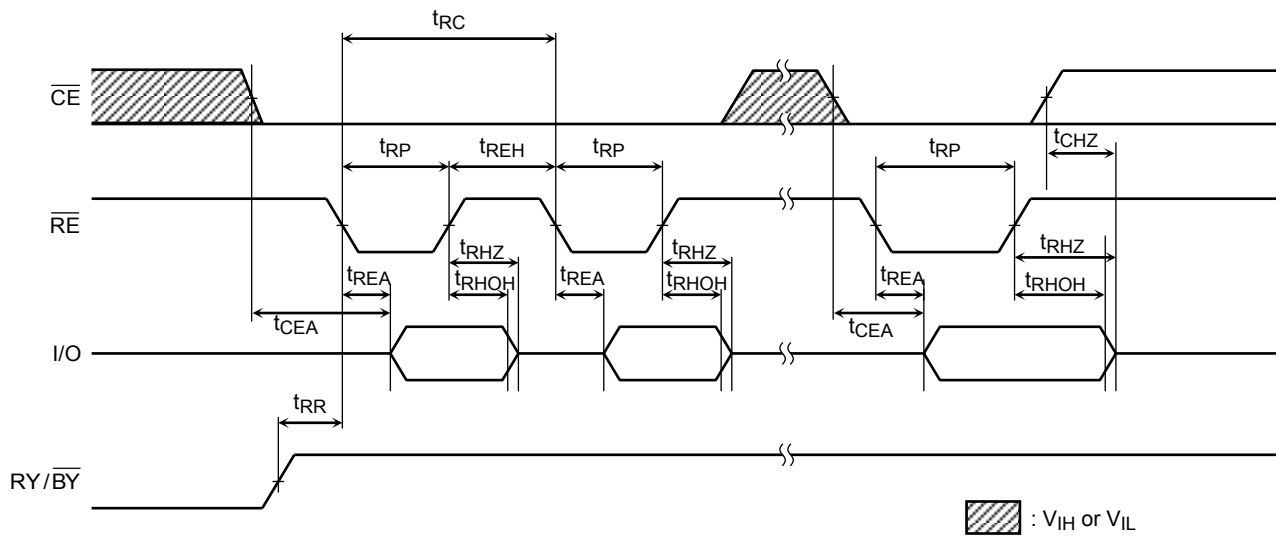 tRC
CE
tCHZ
tRP tREH tRP tRP
RE
tRHZ tRHZ tRHZ
tREA tRHOH tREA tRHOH tREA tRHOH
tCEA tCEA
I/O
tRR
RY/BY
: VIH or VIL